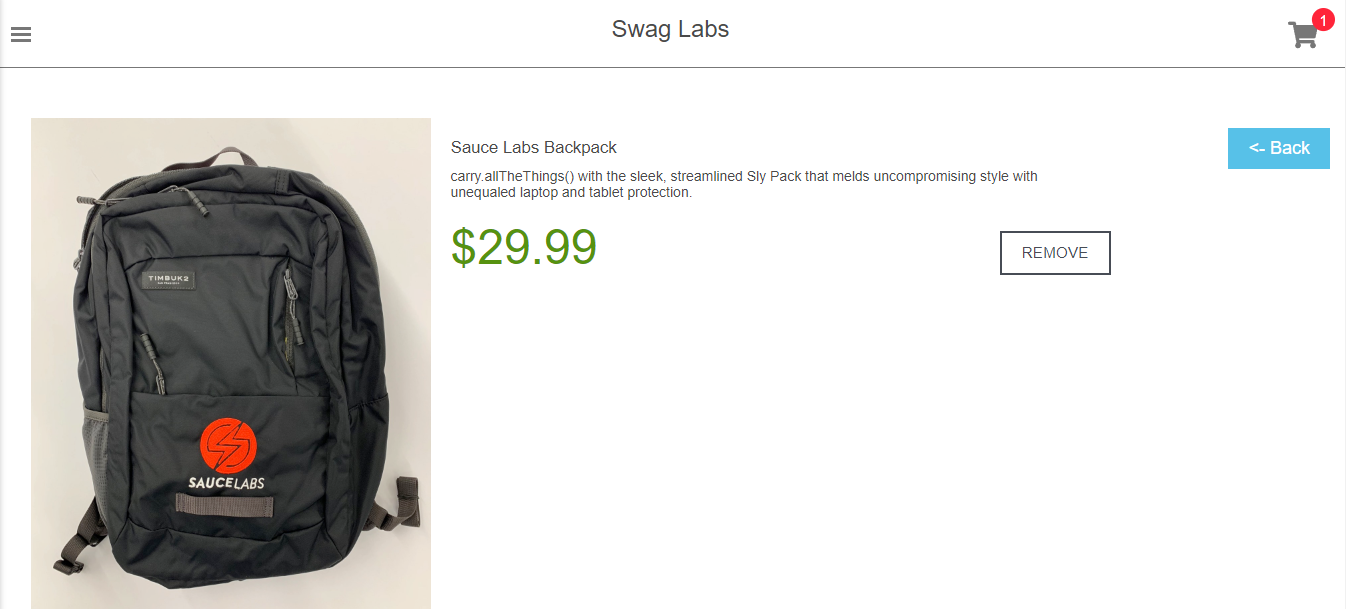 Swag Labs
1
Sauce Labs Backpack
<- Back
carry.allTheThings() with the sleek, streamlined Sly Pack that melds uncompromising style with
unequaled laptop and tablet protection.
$29.99
REMOVE
TIMBUK2
SAUCELABS